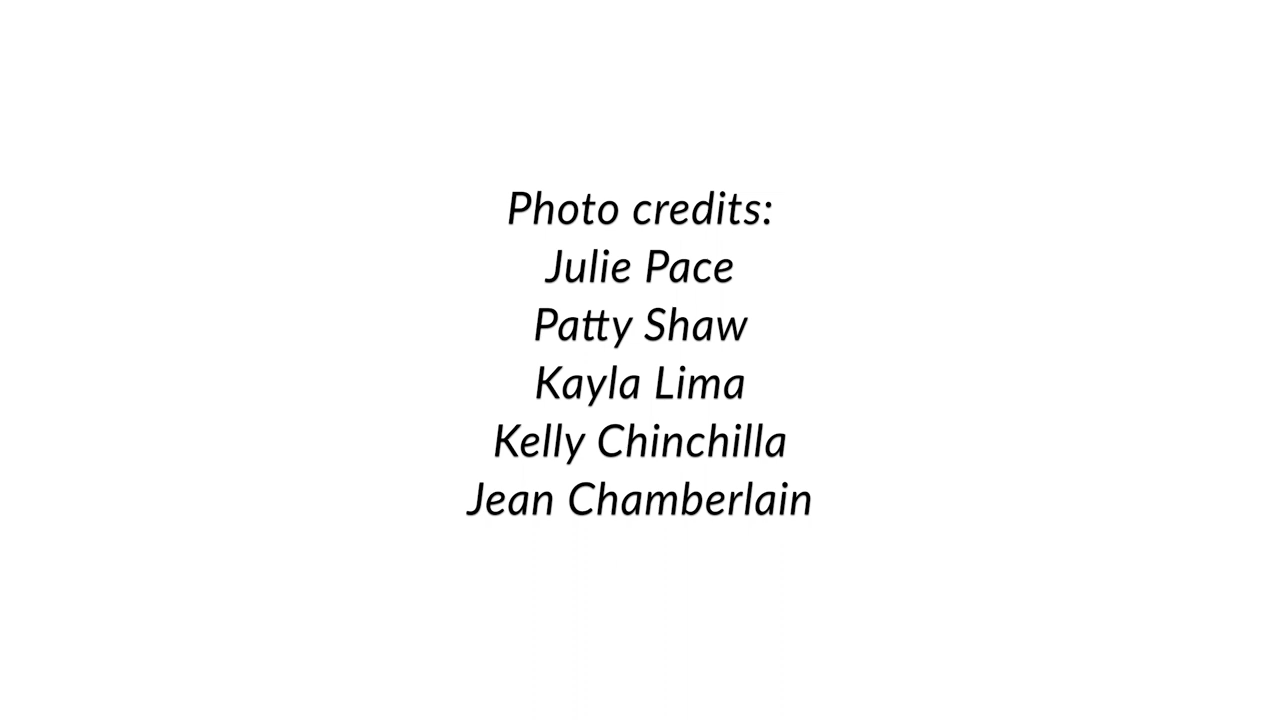 Photo credits:
Julie Pace
Patty Shaw
Kayla Lima
Kelly Chinchilla
Jean Chamberlain